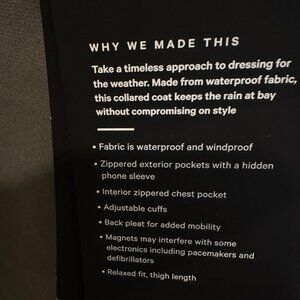 WHY WE MADE THIS
Take a timeless approach to dressing for
the weather. Made from waterproof fabric,
this collared coat keeps the rain at bay
without compromising on style
• Fabric is waterproof and windproof
• Zippered exterior pockets with a hidden
phone sleeve
• Interior zippered chest pocket
• Adjustable cuffs
• Back pleat for added mobility
• Magnets may interfere with some
electronics including pacemakers and
defibrillators
• Relaxed fit, thigh length